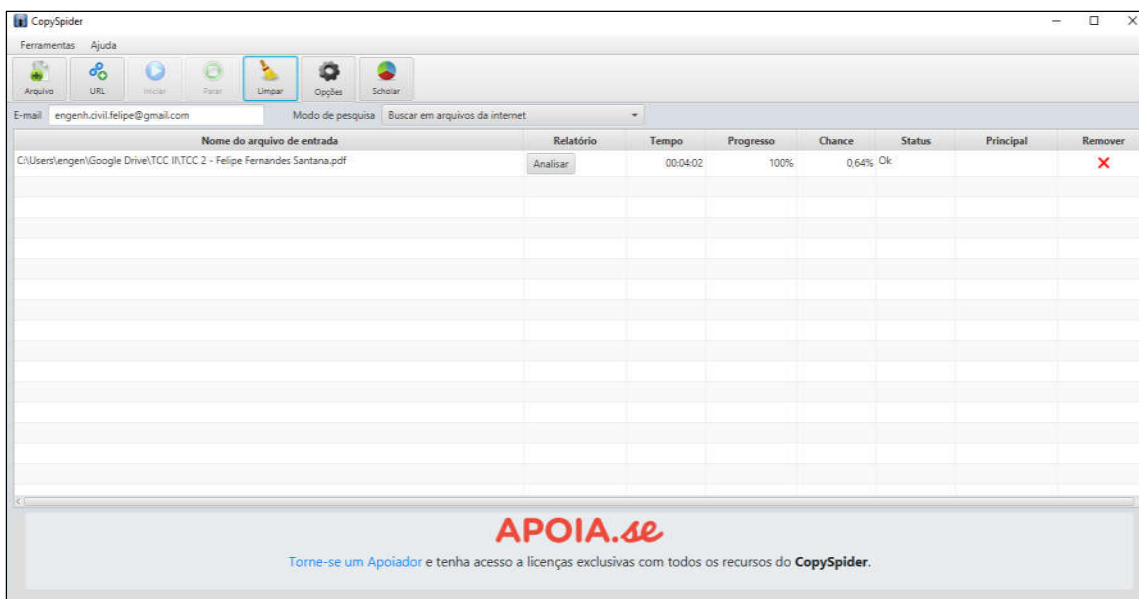 CopySpider
Ferramentas Ajuda
Arquivo URL Iniciar Parar Limpar Opções Scholar
E-mail engenh.civil.felipe@gmail.com Modo de pesquisa Buscar em arquivos da internet
Nome do arquivo de entrada Relatório Tempo Progresso Chance Status Principal Remover
C:\Users\engen\Google Drive\TCC II\TCC 2 - Felipe Fernandes Santana.pdf Analisar 00:04:02 100% 0,64% Ok
APOIA.se
Torne-se um Apoiador e tenha acesso a licenças exclusivas com todos os recursos do CopySpider.